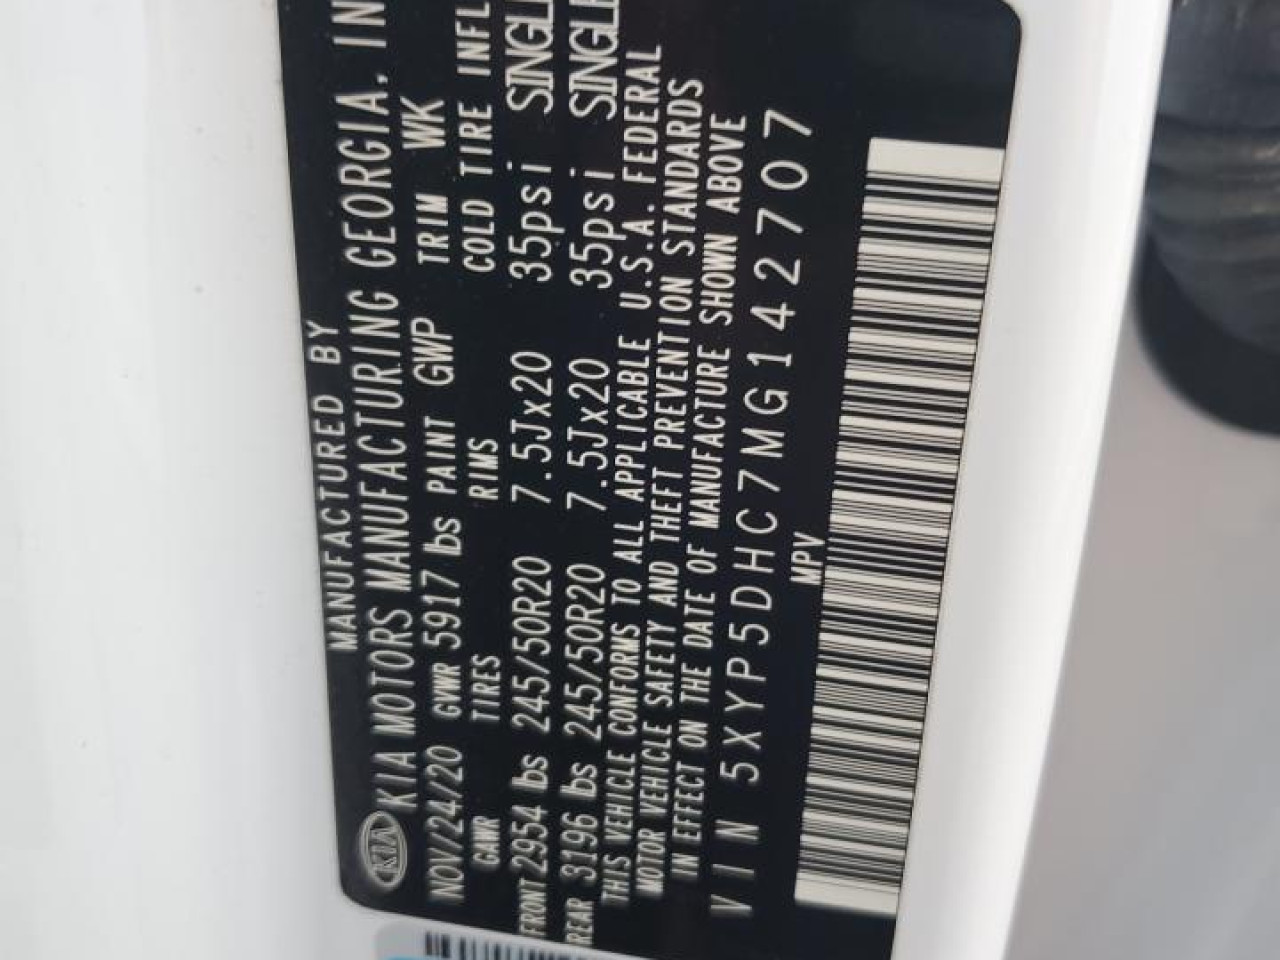 MANUFACTURED BY
KIA KIA MOTORS MANUFACTURING GEORGIA, IN
NOV/24/20 GVWR 5917 lbs PAINT GWP TRIM WK
GAWR TIRES RIMS COLD TIRE INFL
FRONT 2954 lbs 245/50R20 7.5Jx20 35psi SINGL
REAR 3196 lbs 245/50R20 7.5Jx20 35psi SINGLE
THIS VEHICLE CONFORMS TO ALL APPLICABLE U.S.A. FEDERAL
MOTOR VEHICLE SAFETY AND THEFT PREVENTION STANDARDS
IN EFFECT ON THE DATE OF MANUFACTURE SHOWN ABOVE
VIN 5XYP5DHC7MG142707
MPV